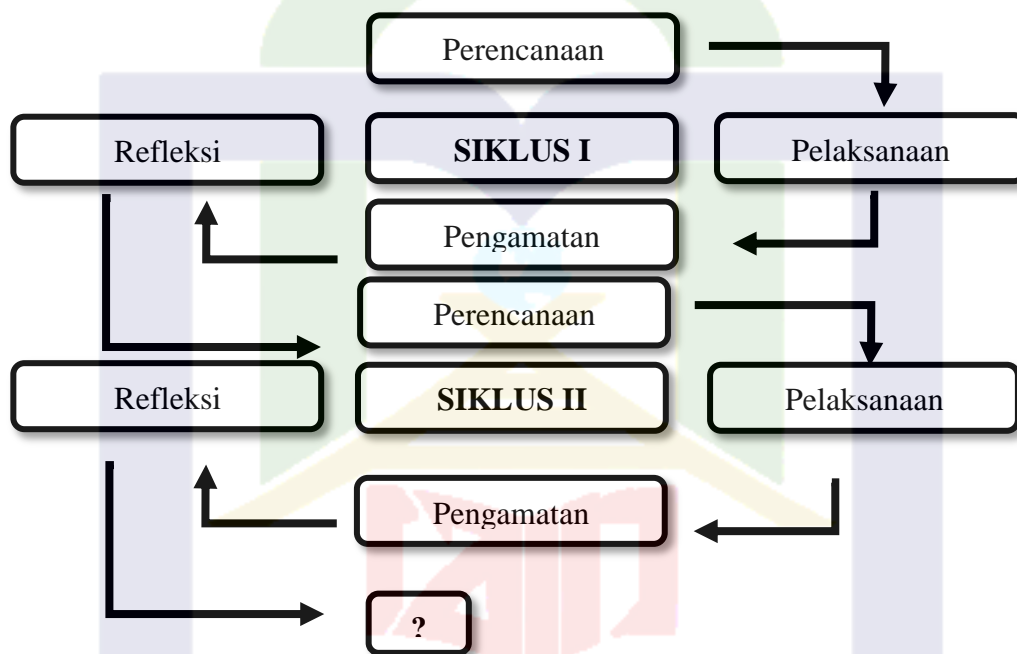 Perencanaan
Refleksi
SIKLUS I
Pelaksanaan
Pengamatan
Perencanaan
Refleksi
SIKLUS II
Pelaksanaan
Pengamatan
?